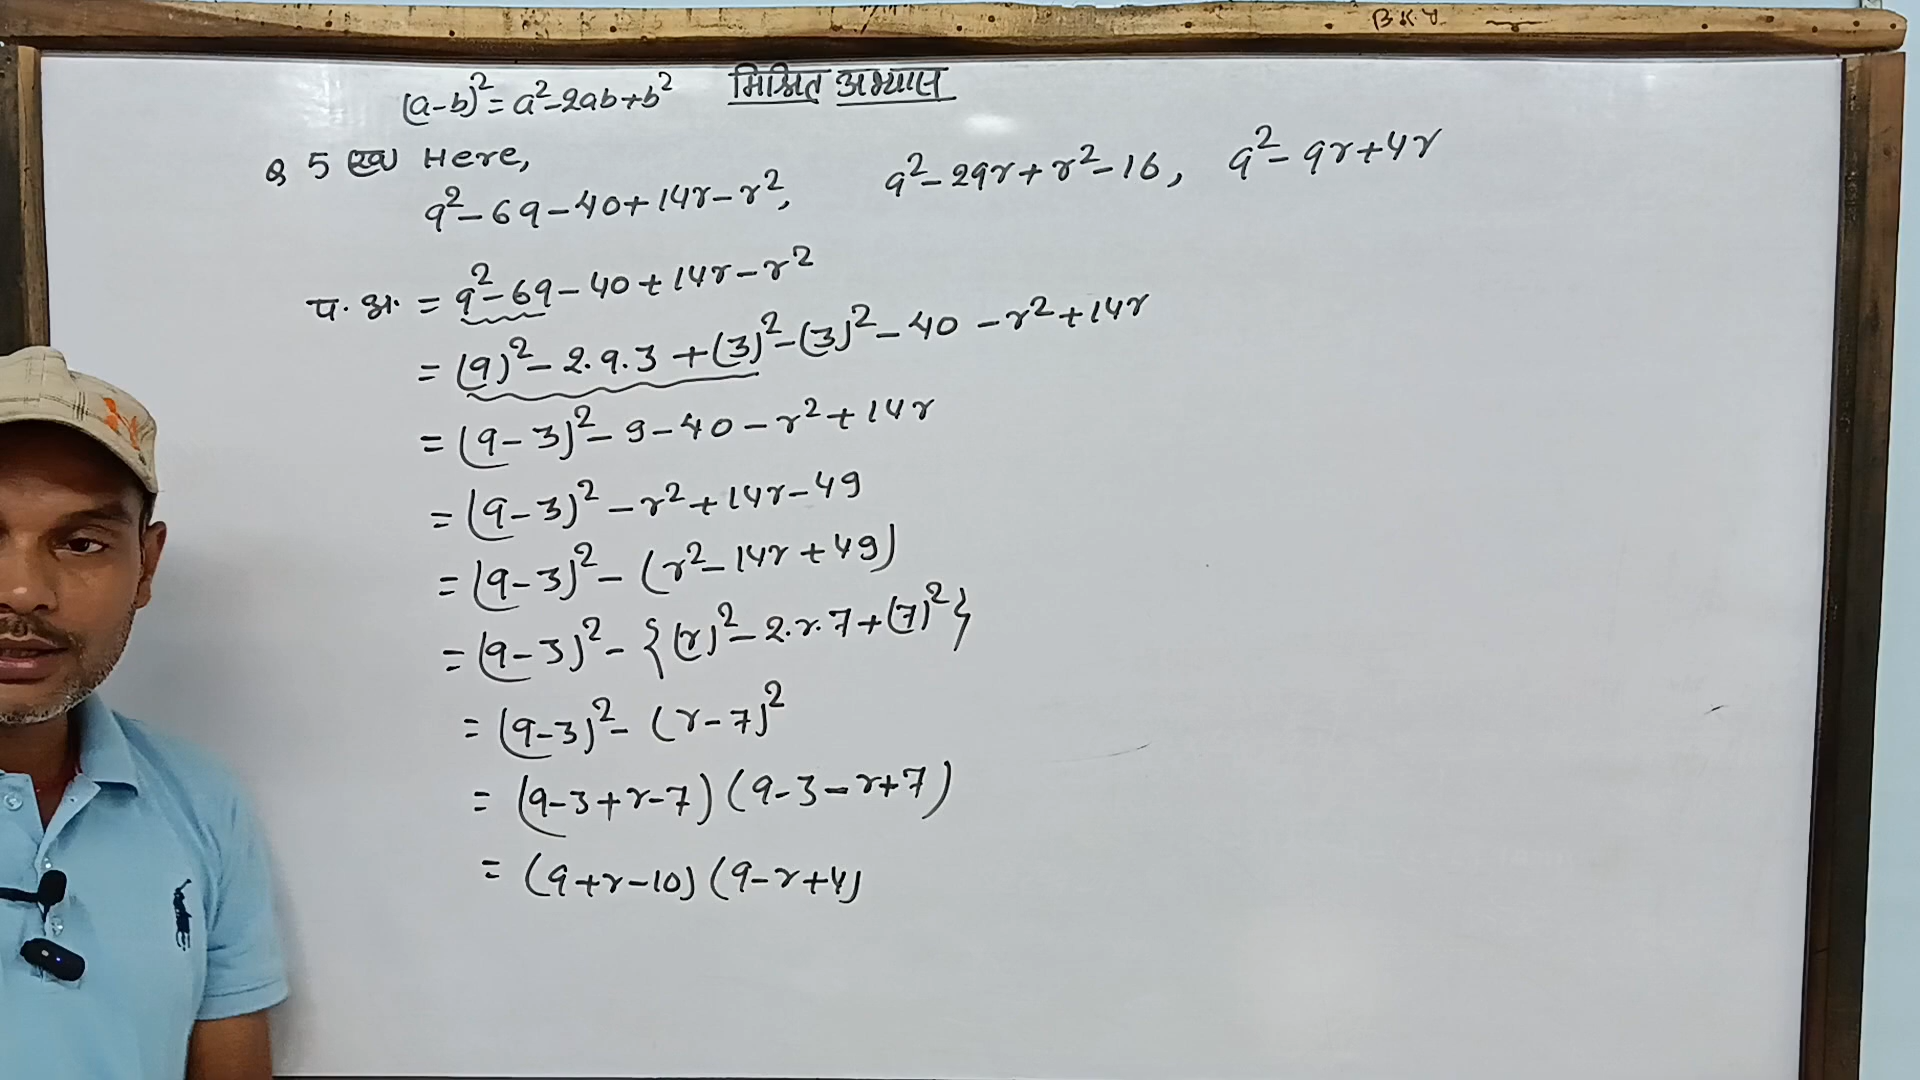 BKY
(a-b)²=a²-2ab+b² मिश्रित अभ्यास
Q 5 ख) Here,
q²-6q-40+14r-r², q²-2qr+r²-16, q²-qr+4r
प. अ. = q²-6q-40+14r-r²
= (q)²-2.q.3+(3)²-(3)²-40-r²+14r
= (q-3)²-9-40-r²+14r
= (q-3)²-r²+14r-49
= (q-3)²-(r²-14r+49)
= (q-3)²-{(r)²-2.r.7+(7)²}
= (q-3)²-(r-7)²
= (q-3+r-7)(q-3-r+7)
= (q+r-10)(q-r+4)